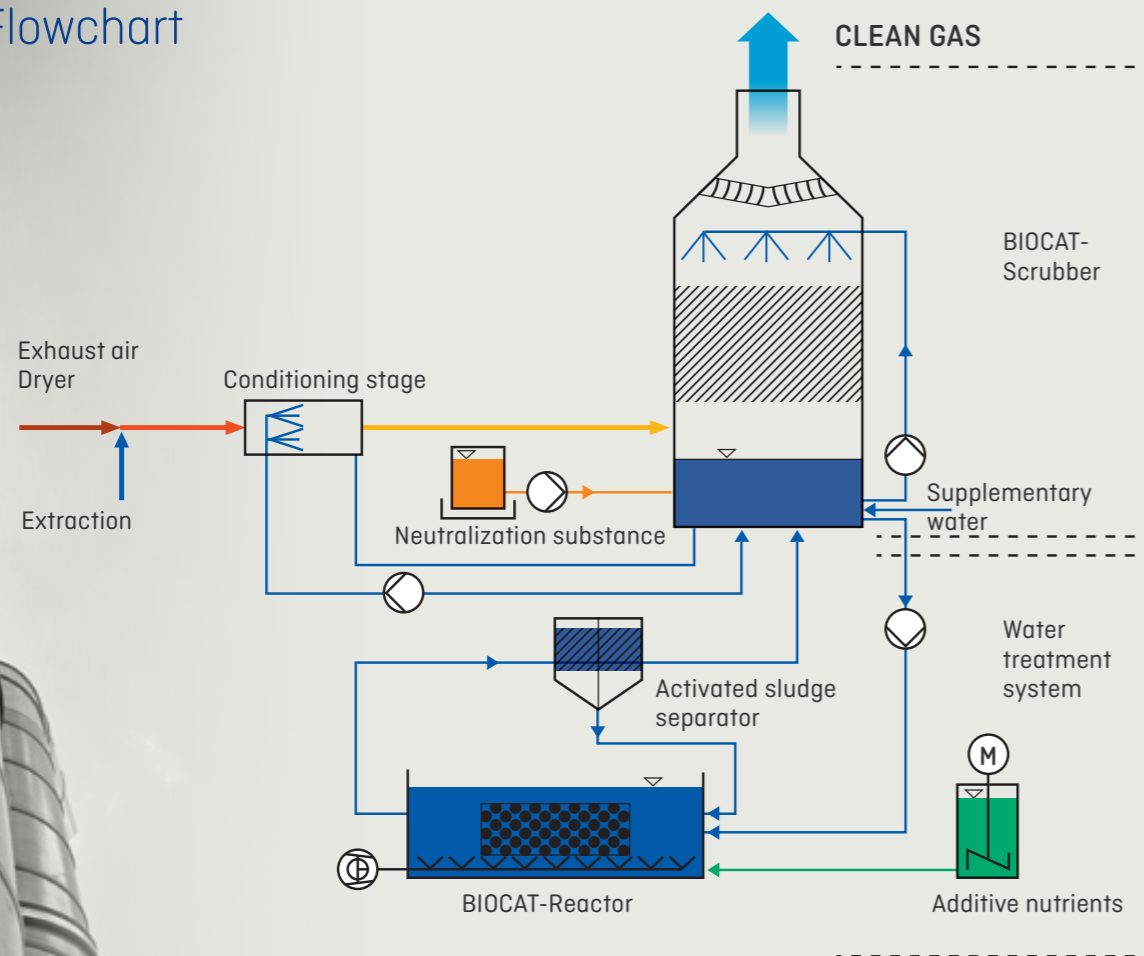 Flowchart
CLEAN GAS
BIOCAT-
Scrubber
Exhaust air
Dryer
Conditioning stage
Extraction
Neutralization substance
Supplementary
water
Water
treatment
system
Activated sludge
separator
M
BIOCAT-Reactor
Additive nutrients